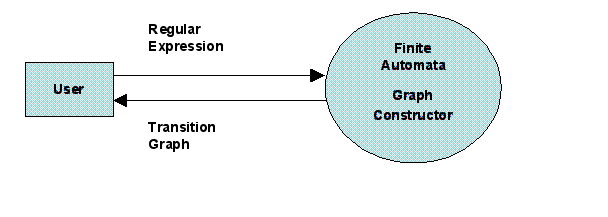 Regular
Expression
User
Finite
Automata
Graph
Constructor
Transition
Graph